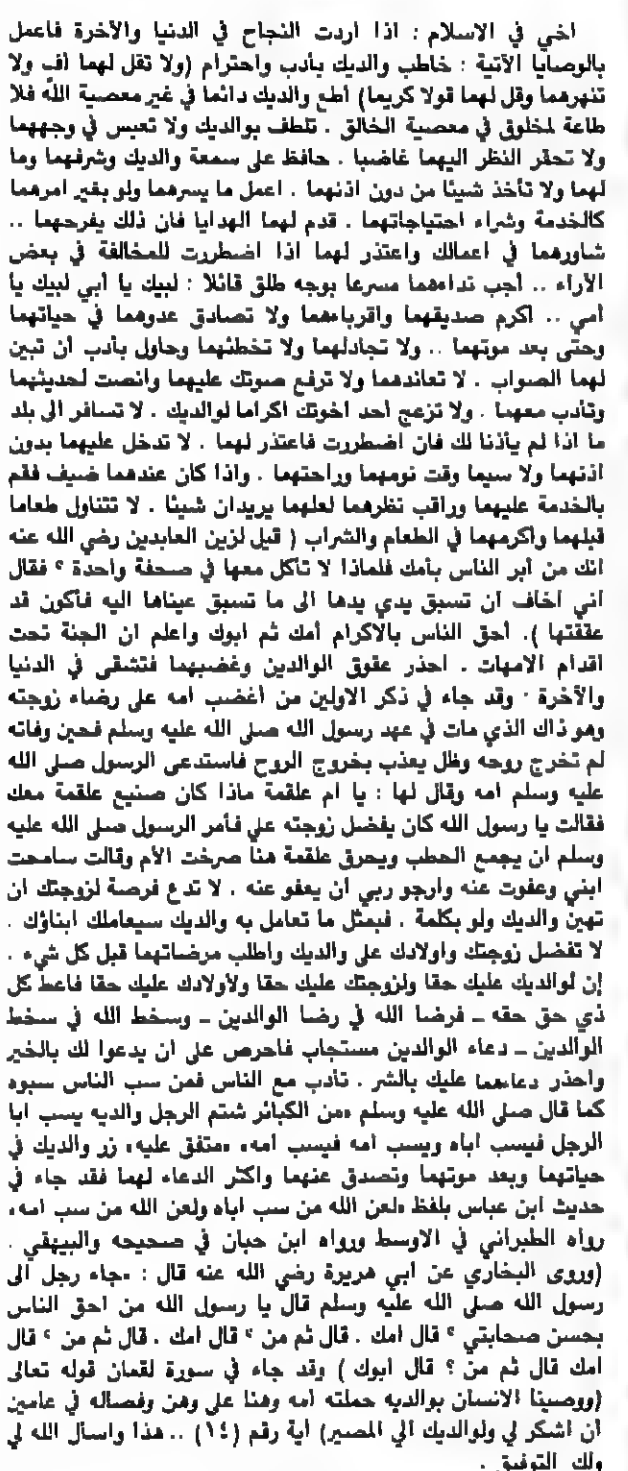 اخي في الاسلام : اذا اردت النجاح في الدنيا والآخرة فاعمل
بالوصايا الآتية : خاطب والديك بأدب واحترام (ولا تقل لهما أف ولا
تنهرهما وقل لهما قولا كريما) أطع والديك دائما في غير معصية الله فلا
طاعة لمخلوق في معصية الخالق . تلطف بوالديك ولا تعبس في وجههما
ولا تحقر النظر اليهما غاضبا . حافظ على سمعة والديك وشرفهما وما
لهما ولا تأخذ شيئا من دون اذنهما . اعمل ما يسرهما ولو بغير امرهما
كالخدمة وشراء احتياجاتهما . قدم لهما الهدايا فان ذلك يفرحهما ..
شاورهما في اعمالك واعتذر لهما اذا اضطررت للمخالفة في بعض
الأراء .. أجب نداءهما مسرعا بوجه طلق قائلا : لبيك يا أبي لبيك يا
أمي .. اكرم صديقهما واقرباءهما ولا تصادق عدوهما في حياتهما
وحتى بعد موتهما .. ولا تجادلهما ولا تخطئهما وحاول بأدب أن تبين
لهما الصواب . لا تعاندهما ولا ترفع صوتك عليهما وأنصت لحديثهما
وتأدب معهما . ولا تزعج أحد اخوتك اكراما لوالديك . لا تسافر الى بلد
ما اذا لم يأذنا لك فان اضطررت فاعتذر لهما . لا تدخل عليهما بدون
اذنهما ولا سيما وقت نومهما وراحتهما . واذا كان عندهما ضيف فقم
بالخدمة عليهما وراقب نظرهما لعلهما يريدان شيئا . لا تتناول طعاما
قبلهما واكرمهما في الطعام والشراب ( قيل لزين العابدين رضي الله عنه
انك من أبر الناس بأمك فلماذا لا تأكل معها في صحفة واحدة ؟ فقال
اني اخاف ان تسبق يدي يدها الى ما تسبق عيناها اليه فأكون قد
عققتها ). أحق الناس بالاكرام أمك ثم ابوك واعلم ان الجنة تحت
اقدام الامهات . احذر عقوق الوالدين وغضبهما فتشقى في الدنيا
والآخرة . وقد جاء في ذكر الاولين من أغضب امه على رضاء زوجته
وهو ذاك الذي مات في عهد رسول الله صلى الله عليه وسلم فحين وفاته
لم تخرج روحه وظل يعذب بخروج الروح فاستدعى الرسول صلى الله
عليه وسلم امه وقال لها : يا ام علقمة ماذا كان صنيع علقمة معك
فقالت يا رسول الله كان يفضل زوجته علي فأمر الرسول صلى الله عليه
وسلم ان يجمع الحطب ويحرق علقمة هنا صرخت الأم وقالت سامحت
ابني وعفوت عنه وارجو ربي ان يعفو عنه . لا تدع فرصة لزوجتك ان
تهين والديك ولو بكلمة . فبمثل ما تعامل به والديك سيعاملك ابناؤك .
لا تفضل زوجتك واولادك على والديك واطلب مرضاتهما قبل كل شيء .
إن لوالديك عليك حقا ولزوجتك عليك حقا ولأولادك عليك حقا فاعط كل
ذي حق حقه ـ فرضا الله في رضا الوالدين ـ وسخط الله في سخط
الوالدين ـ دعاء الوالدين مستجاب فاحرص على ان يدعوا لك بالخير
واحذر دعاءهما عليك بالشر . تأدب مع الناس فمن سب الناس سبوه
كما قال صلى الله عليه وسلم «من الكبائر شتم الرجل والديه يسب ابا
الرجل فيسب اباه ويسب امه فيسب امه» «متفق عليه» زر والديك في
حياتهما وبعد موتهما وتصدق عنهما واكثر الدعاء لهما فقد جاء في
حديث ابن عباس بلفظ «لعن الله من سب اباه ولعن الله من سب امه»
رواه الطبراني في الاوسط ورواه ابن حبان في صحيحه والبيهقي .
(وروى البخاري عن ابي هريرة رضي الله عنه قال : «جاء رجل الى
رسول الله صلى الله عليه وسلم قال يا رسول الله من احق الناس
بحسن صحابتي ؟ قال امك . قال ثم من ؟ قال امك . قال ثم من ؟ قال
امك قال ثم من ؟ قال ابوك ) وقد جاء في سورة لقمان قوله تعالى
(ووصينا الانسان بوالديه حملته امه وهنا على وهن وفصاله في عامين
أن اشكر لي ولوالديك الي المصير) أية رقم (١٤) .. هذا واسأل الله لي
ولك التوفيق .